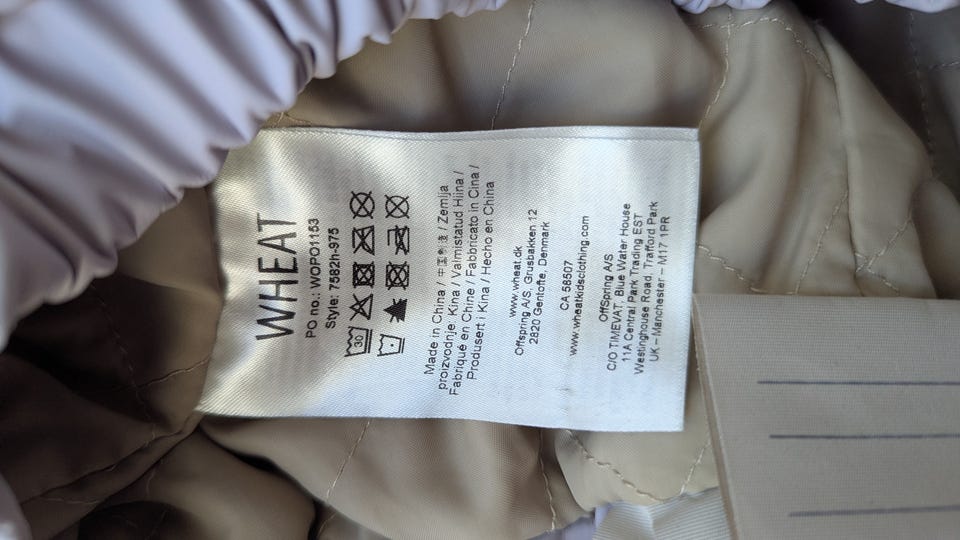 WHEAT
PO no.: WOPO1153
Style: 7582h-975
30
Made in China / 中国制造 / Zemlja
proizvodnje: Kina / Valmistatud Hiina /
Fabriqué en Chine / Fabbricato in Cina /
Produsert i Kina / Hecho en China
www.wheat.dk
Offspring A/S, Grusbakken 12
2820 Gentofte, Denmark
CA 58507
www.wheatkidsclothing.com
OffSpring A/S
C/O TIMEVAT, Blue Water House
11A Central Park Trading EST
Westinghouse Road, Trafford Park
UK – Manchester – M17 1PR